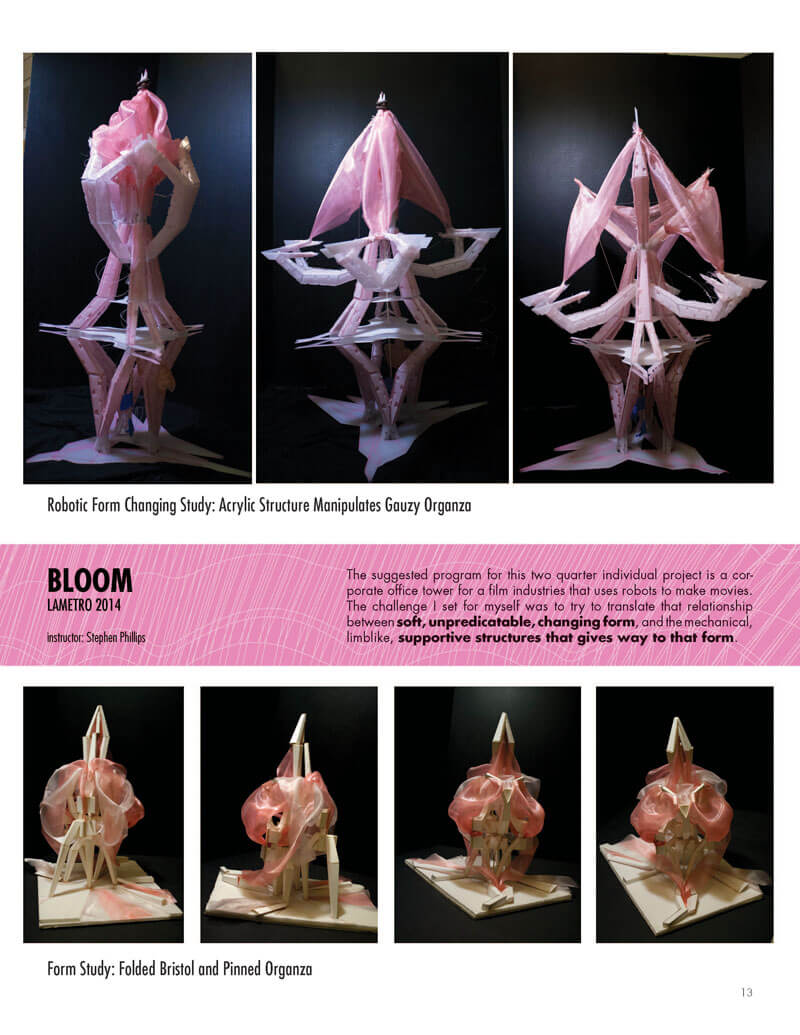 Robotic Form Changing Study: Acrylic Structure Manipulates Gauzy Organza
BLOOM
LAMETRO 2014
instructor: Stephen Phillips
The suggested program for this two quarter individual project is a cor-
porate office tower for a film industries that uses robots to make movies.
The challenge I set for myself was to try to translate that relationship
between soft, unpredicatable, changing form, and the mechanical,
limblike, supportive structures that gives way to that form.
Form Study: Folded Bristol and Pinned Organza
13